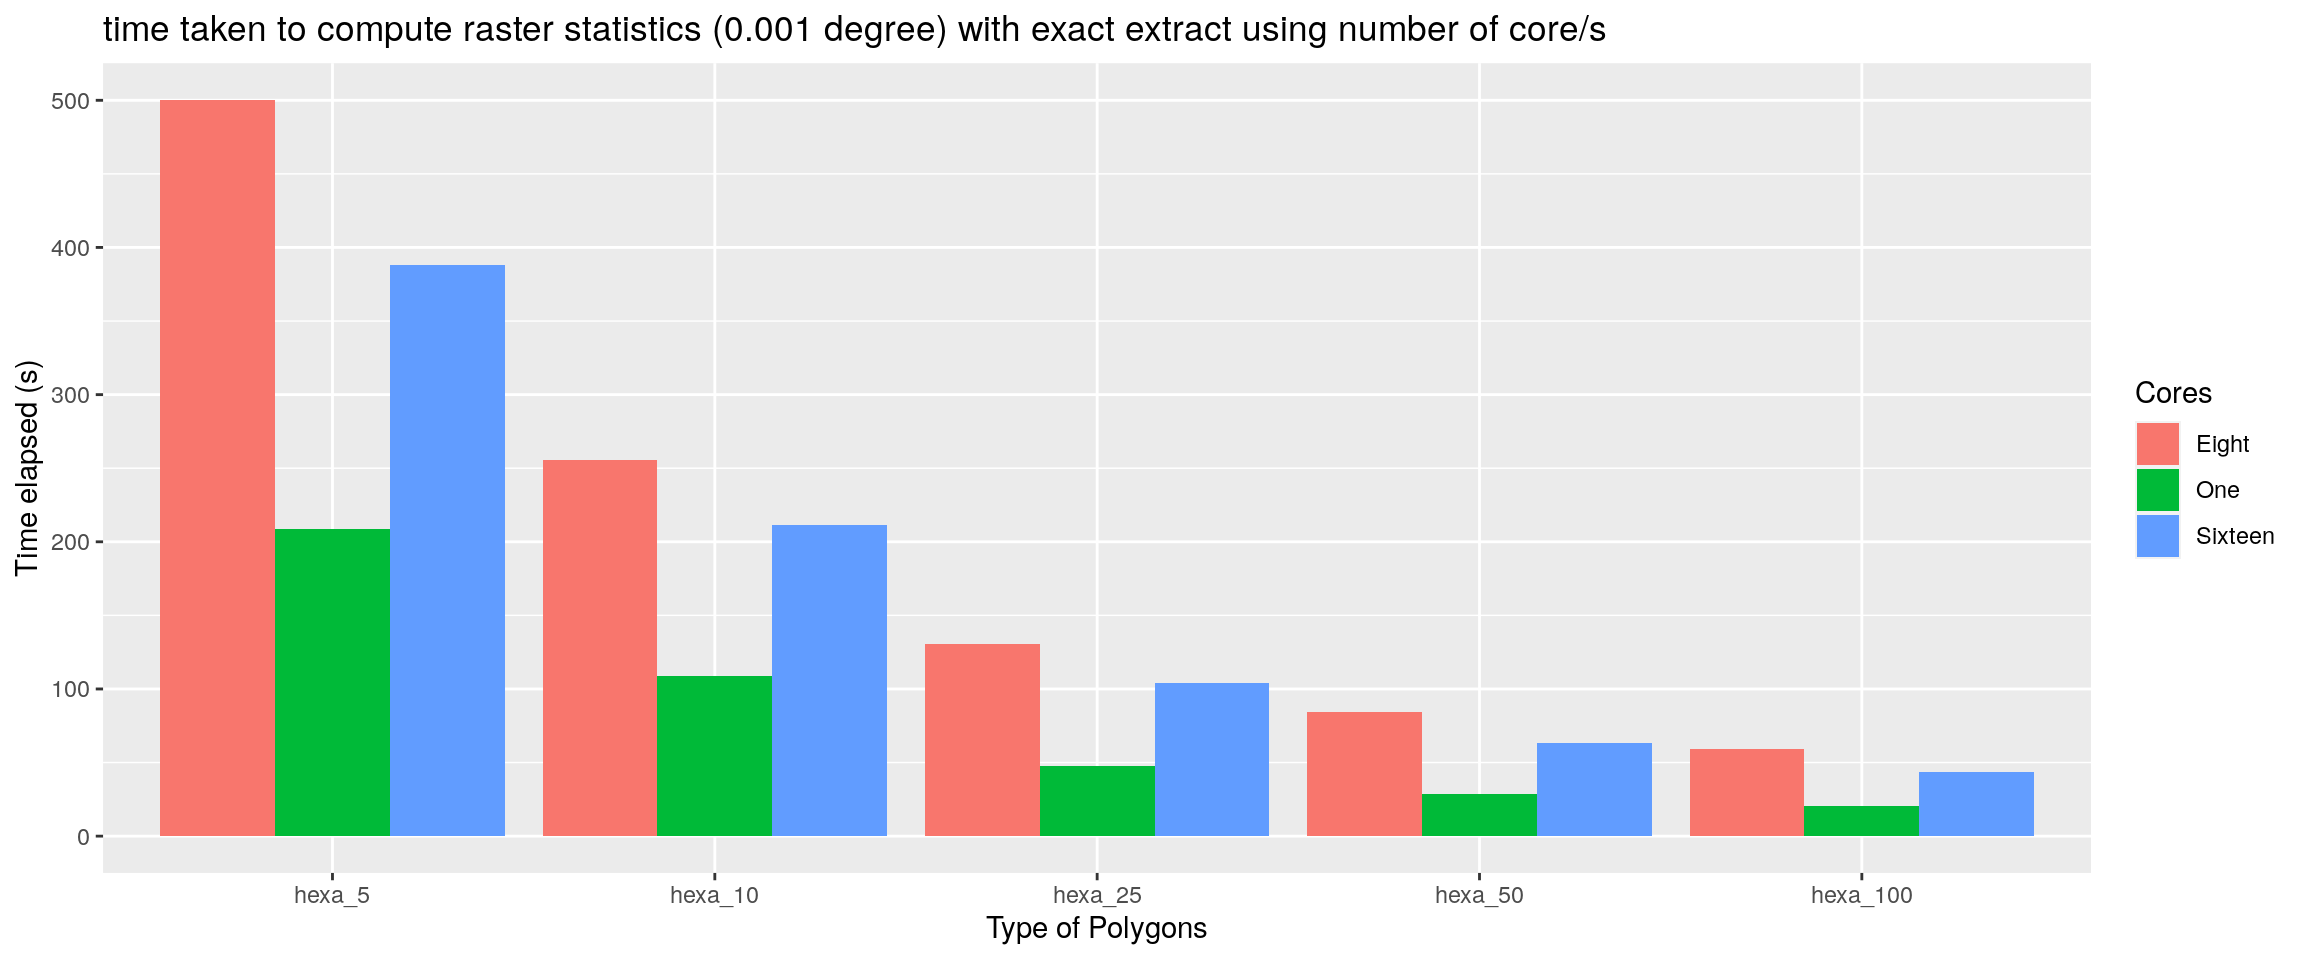 time taken to compute raster statistics (0.001 degree) with exact extract using number of core/s
Time elapsed (s)
500
400
300
200
100
0
hexa_5
hexa_10
hexa_25
hexa_50
hexa_100
Type of Polygons
Cores
Eight
One
Sixteen